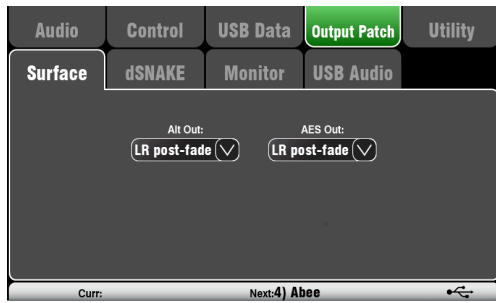 Audio Control USB Data Output Patch Utility
Surface dSNAKE Monitor USB Audio
Alt Out: AES Out:
LR post-fade LR post-fade
Curr: Next:4) Abee